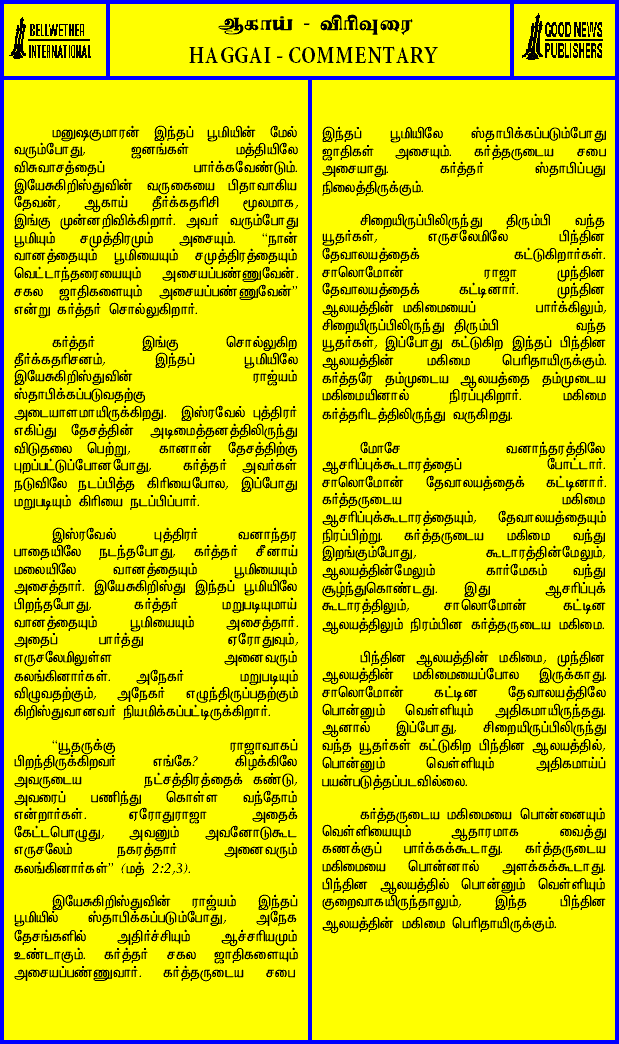 BELLWETHER
INTERNATIONAL
ஆகாய் - விரிவுரை
HAGGAI - COMMENTARY
GOOD NEWS
PUBLISHERS
மனுஷகுமாரன் இந்தப் பூமியின் மேல்
வரும்போது, ஜனங்கள் மத்தியிலே
விசுவாசத்தைப் பார்க்கவேண்டும்.
இயேசுகிறிஸ்துவின் வருகையை பிதாவாகிய
தேவன், ஆகாய் தீர்க்கதரிசி மூலமாக,
இங்கு முன்னறிவிக்கிறார். அவர் வரும்போது
பூமியும் சமுத்திரமும் அசையும். “நான்
வானத்தையும் பூமியையும் சமுத்திரத்தையும்
வெட்டாந்தரையையும் அசையப்பண்ணுவேன்.
சகல ஜாதிகளையும் அசையப்பண்ணுவேன்”
என்று கர்த்தர் சொல்லுகிறார்.
கர்த்தர் இங்கு சொல்லுகிற
தீர்க்கதரிசனம், இந்தப் பூமியிலே
இயேசுகிறிஸ்துவின் ராஜ்யம்
ஸ்தாபிக்கப்படுவதற்கு
அடையாளமாயிருக்கிறது. இஸ்ரவேல் புத்திரர்
எகிப்து தேசத்தின் அடிமைத்தனத்திலிருந்து
விடுதலை பெற்று, கானான் தேசத்திற்கு
புறப்பட்டுப்போனபோது, கர்த்தர் அவர்கள்
நடுவிலே நடப்பித்த கிரியைபோல, இப்போது
மறுபடியும் கிரியை நடப்பிப்பார்.
இஸ்ரவேல் புத்திரர் வனாந்தர
பாதையிலே நடந்தபோது, கர்த்தர் சீனாய்
மலையிலே வானத்தையும் பூமியையும்
அசைத்தார். இயேசுகிறிஸ்து இந்தப் பூமியிலே
பிறந்தபோது, கர்த்தர் மறுபடியுமாய்
வானத்தையும் பூமியையும் அசைத்தார்.
அதைப் பார்த்து ஏரோதுவும்,
எருசலேமிலுள்ள அனைவரும்
கலங்கினார்கள். அநேகர் மறுபடியும்
விழுவதற்கும், அநேகர் எழுந்திருப்பதற்கும்
கிறிஸ்துவானவர் நியமிக்கப்பட்டிருக்கிறார்.
“யூதருக்கு ராஜாவாகப்
பிறந்திருக்கிறவர் எங்கே? கிழக்கிலே
அவருடைய நட்சத்திரத்தைக் கண்டு,
அவரைப் பணிந்து கொள்ள வந்தோம்
என்றார்கள். ஏரோதுராஜா அதைக்
கேட்டபொழுது, அவனும் அவனோடுகூட
எருசலேம் நகரத்தார் அனைவரும்
கலங்கினார்கள்” (மத் 2:2,3).
இயேசுகிறிஸ்துவின் ராஜ்யம் இந்தப்
பூமியில் ஸ்தாபிக்கப்படும்போது, அநேக
தேசங்களில் அதிர்ச்சியும் ஆச்சரியமும்
உண்டாகும். கர்த்தர் சகல ஜாதிகளையும்
அசையப்பண்ணுவார். கர்த்தருடைய சபை
இந்தப் பூமியிலே ஸ்தாபிக்கப்படும்போது
ஜாதிகள் அசையும். கர்த்தருடைய சபை
அசையாது. கர்த்தர் ஸ்தாபிப்பது
நிலைத்திருக்கும்.
சிறையிருப்பிலிருந்து திரும்பி வந்த
யூதர்கள், எருசலேமிலே பிந்தின
தேவாலயத்தைக் கட்டுகிறார்கள்.
சாலொமோன் ராஜா முந்தின
தேவாலயத்தைக் கட்டினார். முந்தின
ஆலயத்தின் மகிமையைப் பார்க்கிலும்,
சிறையிருப்பிலிருந்து திரும்பி வந்த
யூதர்கள், இப்போது கட்டுகிற இந்தப் பிந்தின
ஆலயத்தின் மகிமை பெரிதாயிருக்கும்.
கர்த்தரே தம்முடைய ஆலயத்தை தம்முடைய
மகிமையினால் நிரப்புகிறார். மகிமை
கர்த்தரிடத்திலிருந்து வருகிறது.
மோசே வனாந்தரத்திலே
ஆசரிப்புக்கூடாரத்தைப் போட்டார்.
சாலொமோன் தேவாலயத்தைக் கட்டினார்.
கர்த்தருடைய மகிமை
ஆசரிப்புக்கூடாரத்தையும், தேவாலயத்தையும்
நிரப்பிற்று. கர்த்தருடைய மகிமை வந்து
இறங்கும்போது, கூடாரத்தின்மேலும்,
ஆலயத்தின்மேலும் கார்மேகம் வந்து
சூழ்ந்துகொண்டது. இது ஆசரிப்புக்
கூடாரத்திலும், சாலொமோன் கட்டின
ஆலயத்திலும் நிரம்பின கர்த்தருடைய மகிமை.
பிந்தின ஆலயத்தின் மகிமை, முந்தின
ஆலயத்தின் மகிமையைப்போல இருக்காது.
சாலொமோன் கட்டின தேவாலயத்திலே
பொன்னும் வெள்ளியும் அதிகமாயிருந்தது.
ஆனால் இப்போது, சிறையிருப்பிலிருந்து
வந்த யூதர்கள் கட்டுகிற பிந்தின ஆலயத்தில்,
பொன்னும் வெள்ளியும் அதிகமாய்ப்
பயன்படுத்தப்படவில்லை.
கர்த்தருடைய மகிமையை பொன்னையும்
வெள்ளியையும் ஆதாரமாக வைத்து
கணக்குப் பார்க்கக்கூடாது. கர்த்தருடைய
மகிமையை பொன்னால் அளக்கக்கூடாது.
பிந்தின ஆலயத்தில் பொன்னும் வெள்ளியும்
குறைவாகயிருந்தாலும், இந்த பிந்தின
ஆலயத்தின் மகிமை பெரிதாயிருக்கும்.